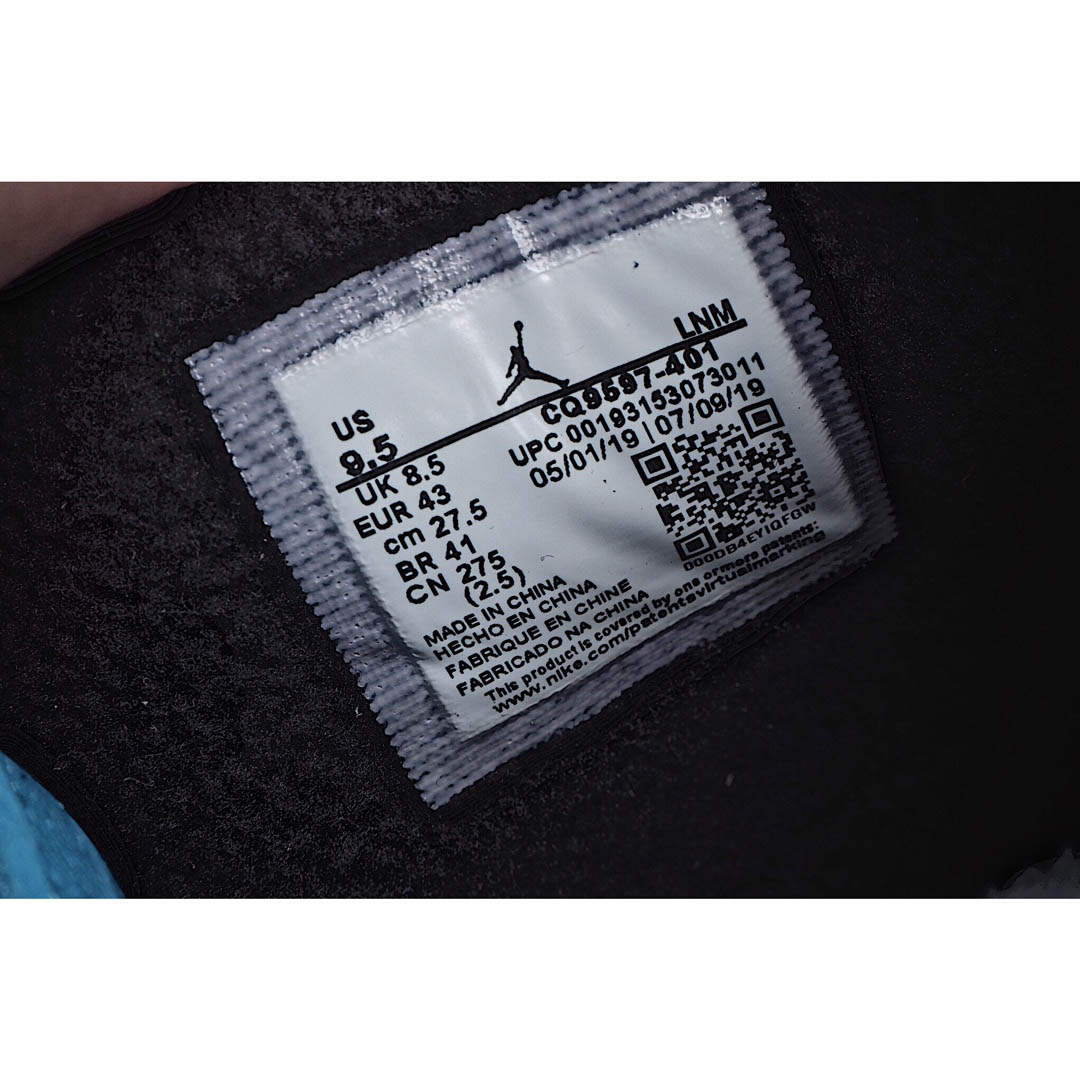 US
9.5
LNM
UK 8.5
EUR 43
cm 27.5
BR 41
CN 275
(2.5)
CQ9597-401
UPC 00193153073011
05/01/19 | 07/09/19
000DB4EYIQFGW
MADE IN CHINA
HECHO EN CHINA
FABRIQUE EN CHINE
FABRICADO NA CHINA
This product is covered by one or more patents:
www.nike.com/patentsvirtualmarking